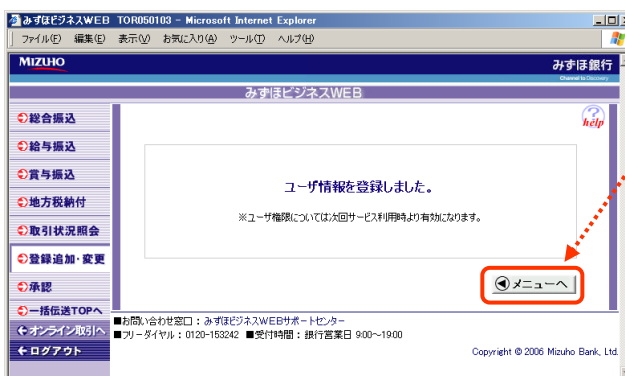 みずほビジネスWEB TOR050103 - Microsoft Internet Explorer
ファイル(F) 編集(E) 表示(V) お気に入り(A) ツール(T) ヘルプ(H)
MIZUHO
みずほ銀行
Channel to Discovery
みずほビジネスWEB
help
総合振込
給与振込
賞与振込
地方税納付
取引状況照会
登録追加・変更
承認
一括伝送TOPへ
オンライン取引へ
ログアウト
ユーザ情報を登録しました。
※ユーザ権限については次回サービス利用時より有効になります。
メニューへ
■お問い合わせ窓口：みずほビジネスWEBサポートセンター
■フリーダイヤル：0120-153242 ■受付時間：銀行営業日 9:00～19:00
Copyright © 2006 Mizuho Bank, Ltd.